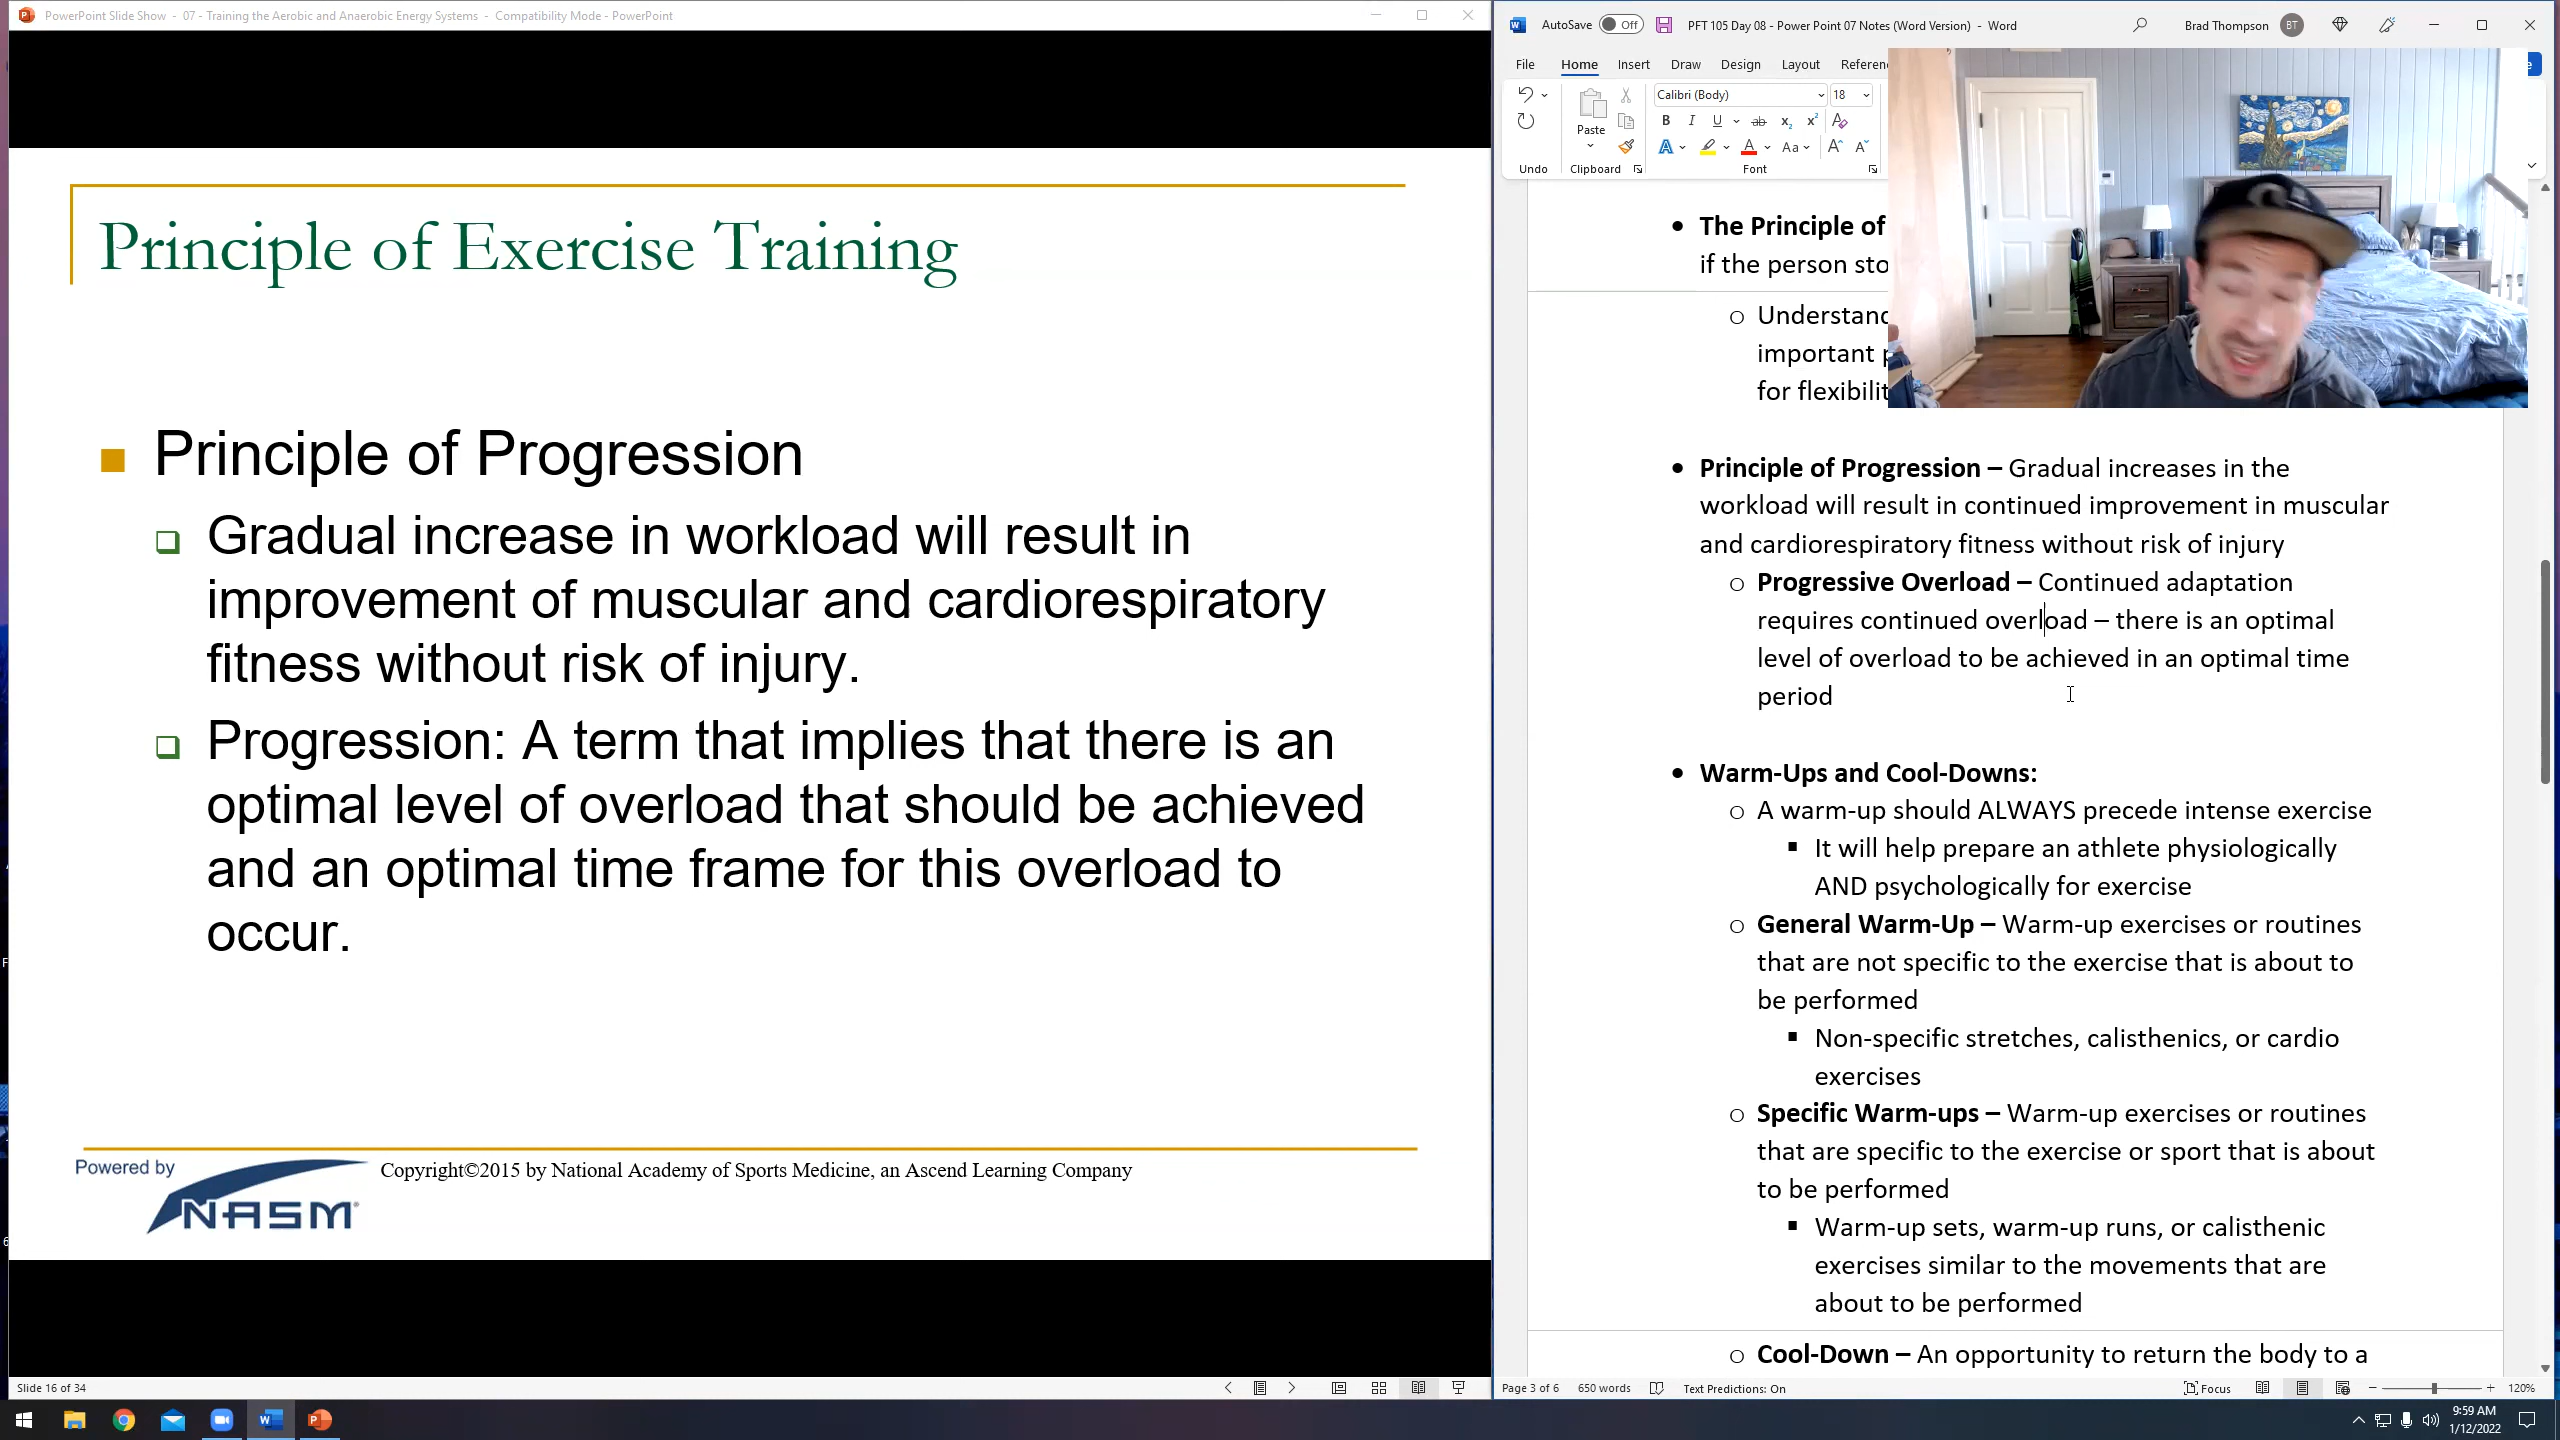 PowerPoint Slide Show - 07 - Training the Aerobic and Anaerobic Energy Systems - Compatibility Mode - PowerPoint
Principle of Exercise Training
Principle of Progression
Gradual increase in workload will result in
improvement of muscular and cardiorespiratory
fitness without risk of injury.
Progression: A term that implies that there is an
optimal level of overload that should be achieved
and an optimal time frame for this overload to
occur.
Powered by
NASM
Copyright©2015 by National Academy of Sports Medicine, an Ascend Learning Company
Slide 16 of 34
AutoSave Off
PFT 105 Day 08 - Power Point 07 Notes (Word Version) - Word
Brad Thompson BT
File Home Insert Draw Design Layout Referenc
Calibri (Body) 18
Paste
B I U ab x₂ x²
A A Aa A A
Undo Clipboard Font
The Principle of
if the person sto
Understand
important p
for flexibilit
Principle of Progression – Gradual increases in the
workload will result in continued improvement in muscular
and cardiorespiratory fitness without risk of injury
Progressive Overload – Continued adaptation
requires continued overload – there is an optimal
level of overload to be achieved in an optimal time
period
Warm-Ups and Cool-Downs:
A warm-up should ALWAYS precede intense exercise
It will help prepare an athlete physiologically
AND psychologically for exercise
General Warm-Up – Warm-up exercises or routines
that are not specific to the exercise that is about to
be performed
Non-specific stretches, calisthenics, or cardio
exercises
Specific Warm-ups – Warm-up exercises or routines
that are specific to the exercise or sport that is about
to be performed
Warm-up sets, warm-up runs, or calisthenic
exercises similar to the movements that are
about to be performed
Cool-Down – An opportunity to return the body to a
Page 3 of 6 650 words Text Predictions: On Focus 120%
9:59 AM
1/12/2022